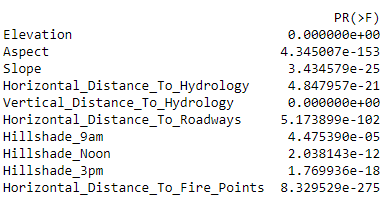 PR(>F)
Elevation 0.000000e+00
Aspect 4.345007e-153
Slope 3.434579e-25
Horizontal_Distance_To_Hydrology 4.847957e-21
Vertical_Distance_To_Hydrology 0.000000e+00
Horizontal_Distance_To_Roadways 5.173899e-102
Hillshade_9am 4.475390e-05
Hillshade_Noon 2.038143e-12
Hillshade_3pm 1.769936e-18
Horizontal_Distance_To_Fire_Points 8.329529e-275